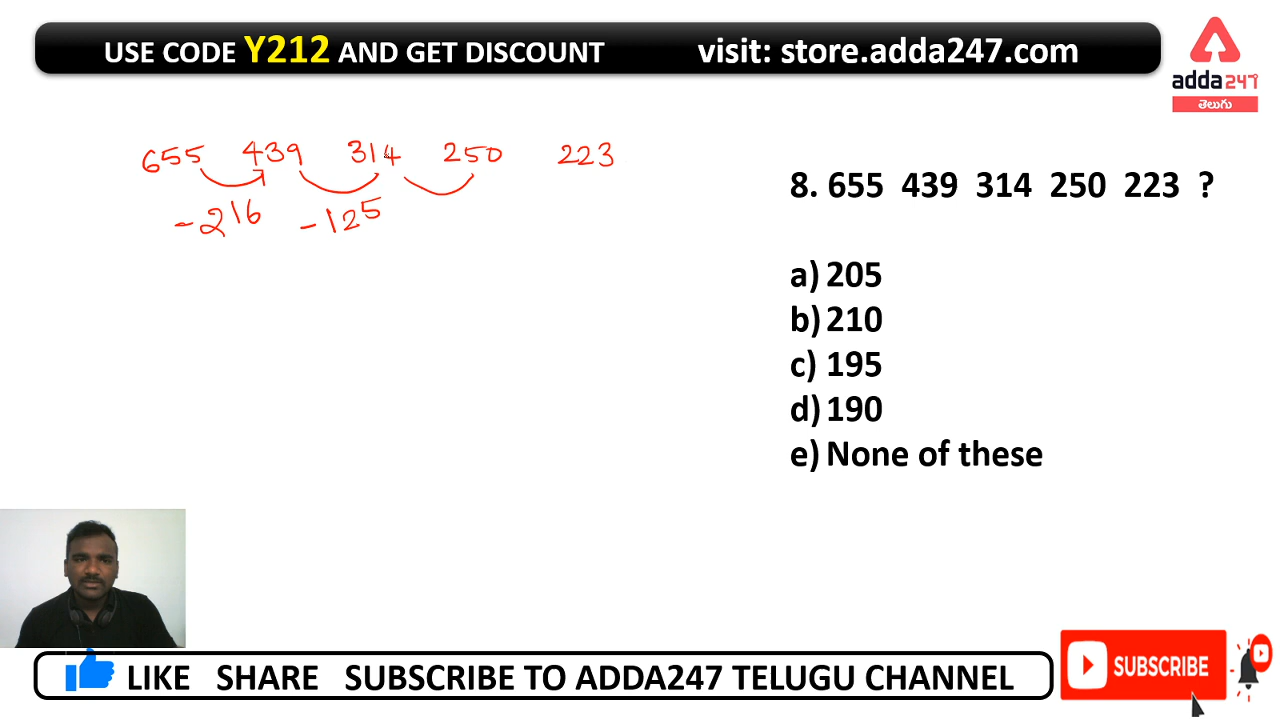 USE CODE Y212 AND GET DISCOUNT visit: store.adda247.com
adda247
తెలుగు
655 439 314 250 223
-216 -125
8. 655 439 314 250 223 ?
a) 205
b) 210
c) 195
d) 190
e) None of these
LIKE SHARE SUBSCRIBE TO ADDA247 TELUGU CHANNEL
SUBSCRIBE